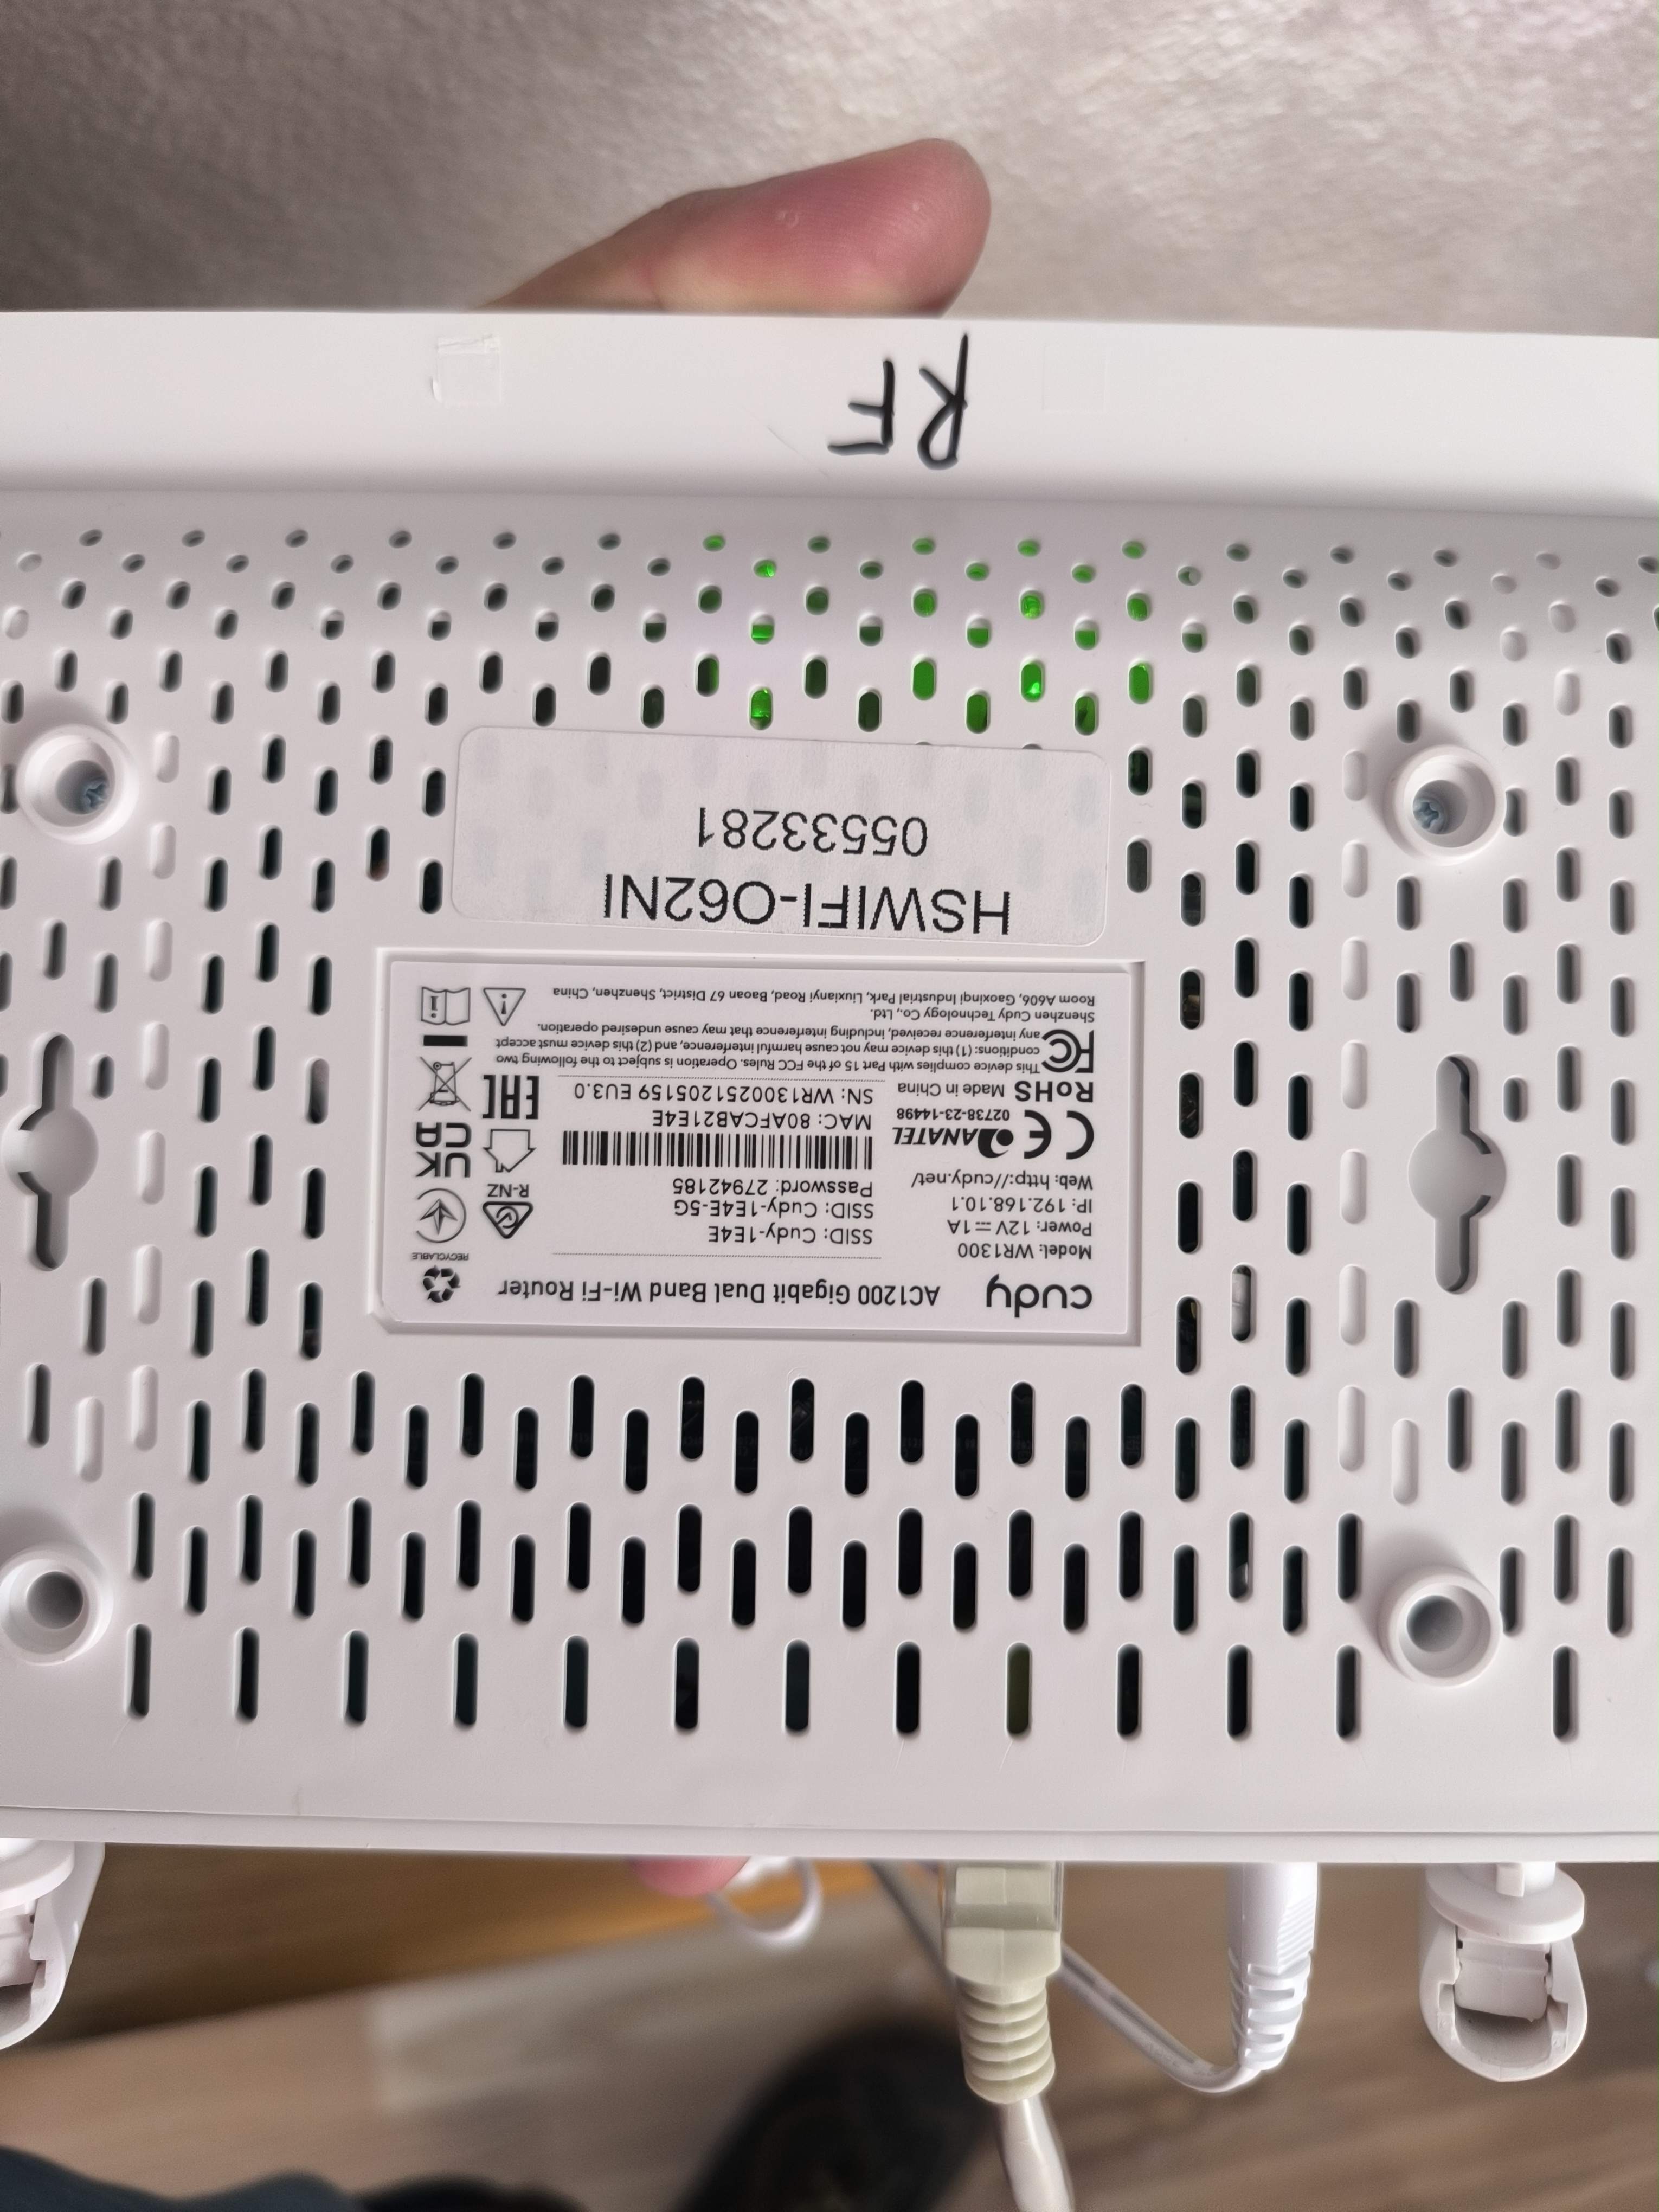 cudy AC1200 Gigabit Dual Band Wi-Fi Router
Model: WR1300
Power: 12V ⎓ 1A
IP: 192.168.10.1
Web: http://cudy.net/
SSID: Cudy-1E4E
SSID: Cudy-1E4E-5G
Password: 27942185
MAC: 80AFCAB21E4E
SN: WR1300251205159 EU3.0
RECYCLABLE
R-NZ
UK
CA
EAC
CE ANATEL
02738-23-14498
RoHS Made in China
FC
This device complies with Part 15 of the FCC Rules. Operation is subject to the following two
conditions: (1) this device may not cause harmful interference, and (2) this device must accept
any interference received, including interference that may cause undesired operation.
Shenzhen Cudy Technology Co., Ltd.
Room A606, Gaoxinqi Industrial Park, Liuxianyi Road, Baoan 67 District, Shenzhen, China
HSWIFI-O62NI
05533281
RF